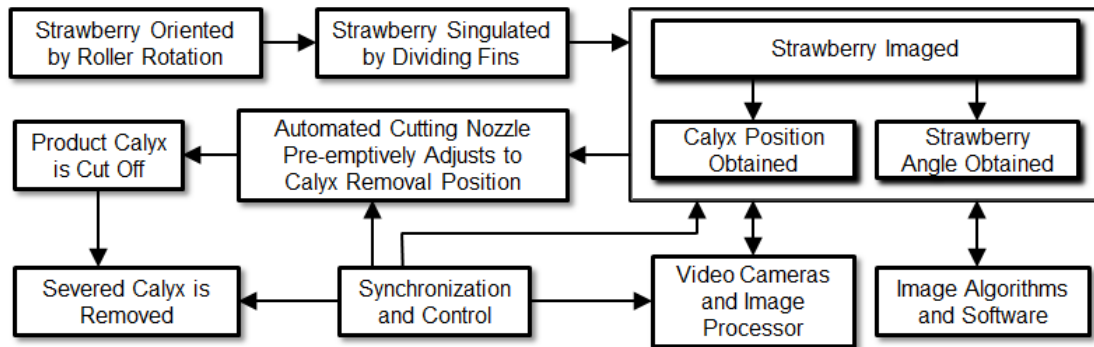 Strawberry Oriented
by Roller Rotation
Strawberry Singulated
by Dividing Fins
Strawberry Imaged
Calyx Position
Obtained
Strawberry
Angle Obtained
Automated Cutting Nozzle
Pre-emptively Adjusts to
Calyx Removal Position
Product Calyx
is Cut Off
Severed Calyx is
Removed
Synchronization
and Control
Video Cameras
and Image
Processor
Image Algorithms
and Software